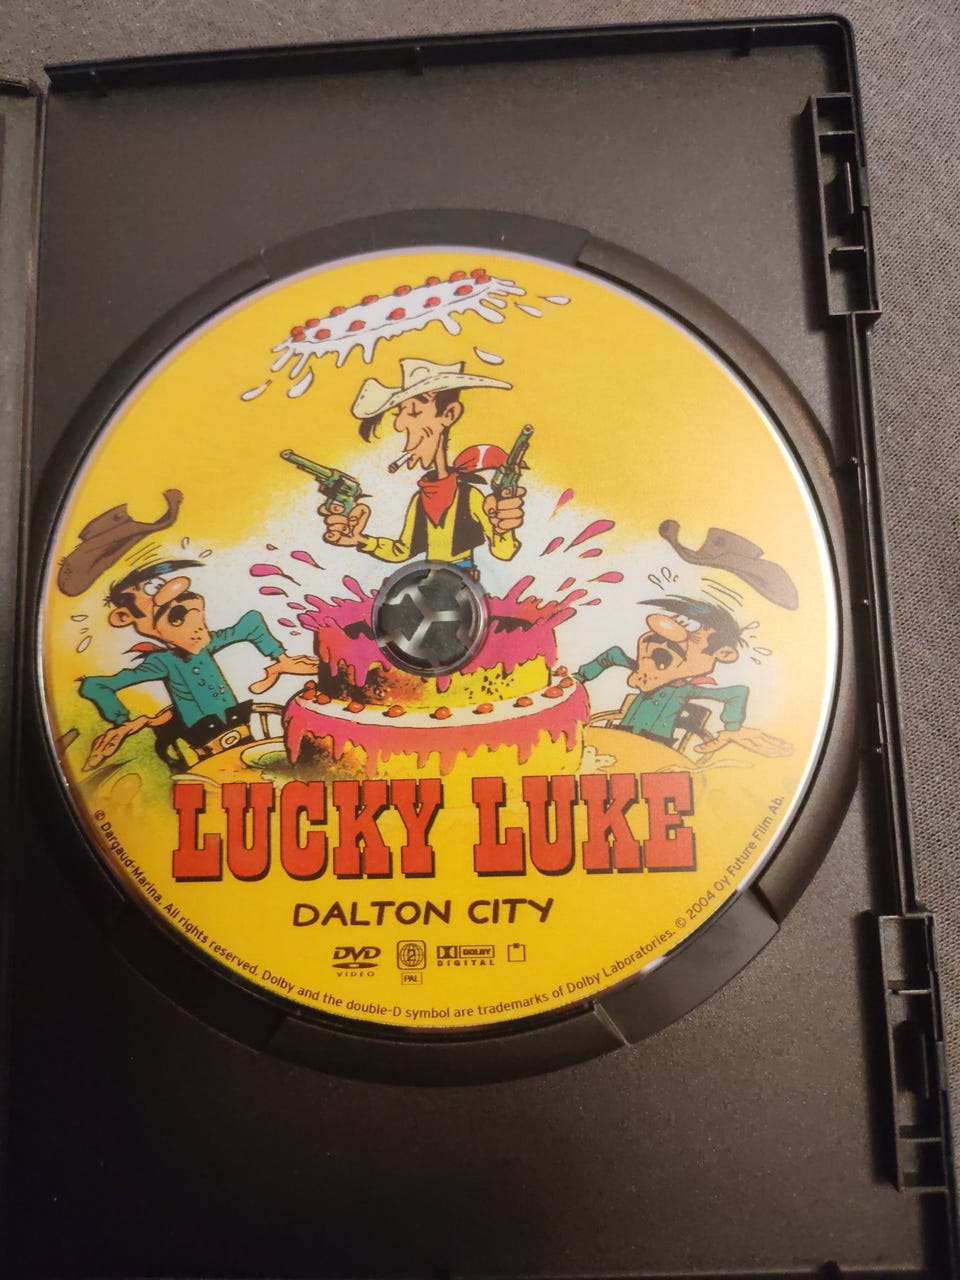 LUCKY LUKE
DALTON CITY
DVD
VIDEO
2
PAL
DOLBY
DIGITAL
© Dargaud-Marina. All rights reserved. Dolby and the double-D symbol are trademarks of Dolby Laboratories. © 2004 Oy Future Film Ab.